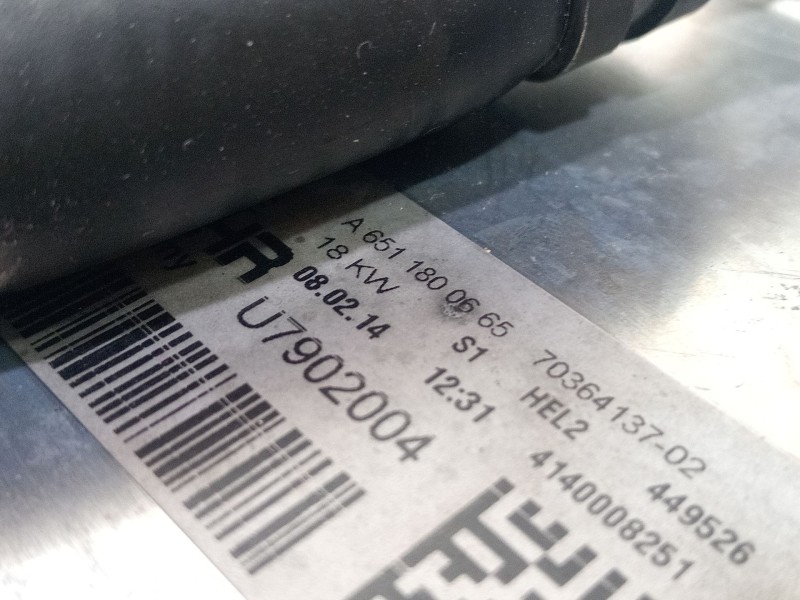 A 651 180 06 65 70364137-02
18 KW S1 HEL2 449526
08.02.14 12:31 4140008251
U7902004